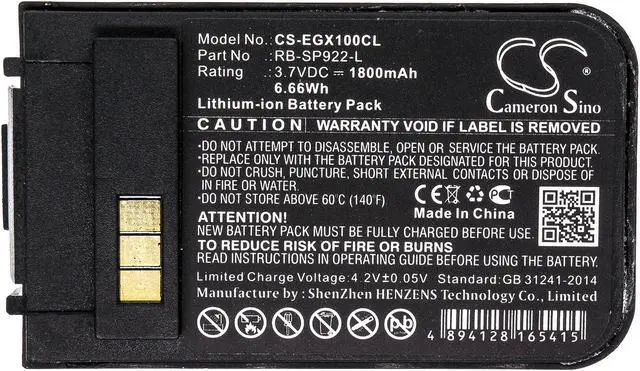 Model No.: CS-EGX100CL
Part No : RB-SP922-L
Rating : 3.7VDC 1800mAh
6.66Wh
Lithium-ion Battery Pack
CS
Cameron Sino
CAUTION WARRANTY VOID IF LABEL IS REMOVED
•DO NOT ATTEMPT TO DISASSEMBLE, OPEN OR SERVICE THE BATTERY PACK.
•REPLACE ONLY WITH THE BATTERY PACK DESIGNATED FOR THIS PRODUCT.
•DO NOT CRUSH, PUNCTURE, SHORT EXTERNAL CONTACTS OR DISPOSE OF
IN FIRE OR WATER.
•DO NOT STORE ABOVE 60°C (140°F)
CE
Made In China
ATTENTION!
NEW BATTERY PACK MUST BE FULLY CHARGED BEFORE USE.
TO REDUCE RISK OF FIRE OR BURNS
READ INSTRUCTIONS IN OPERATING GUIDE BEFORE USE.
Limited Charge Voltage:4.2V±0.05V Standard:GB 31241-2014
Manufacture by : ShenZhen HENZENS Technology Co., Limited
Pb
4 894128 165415